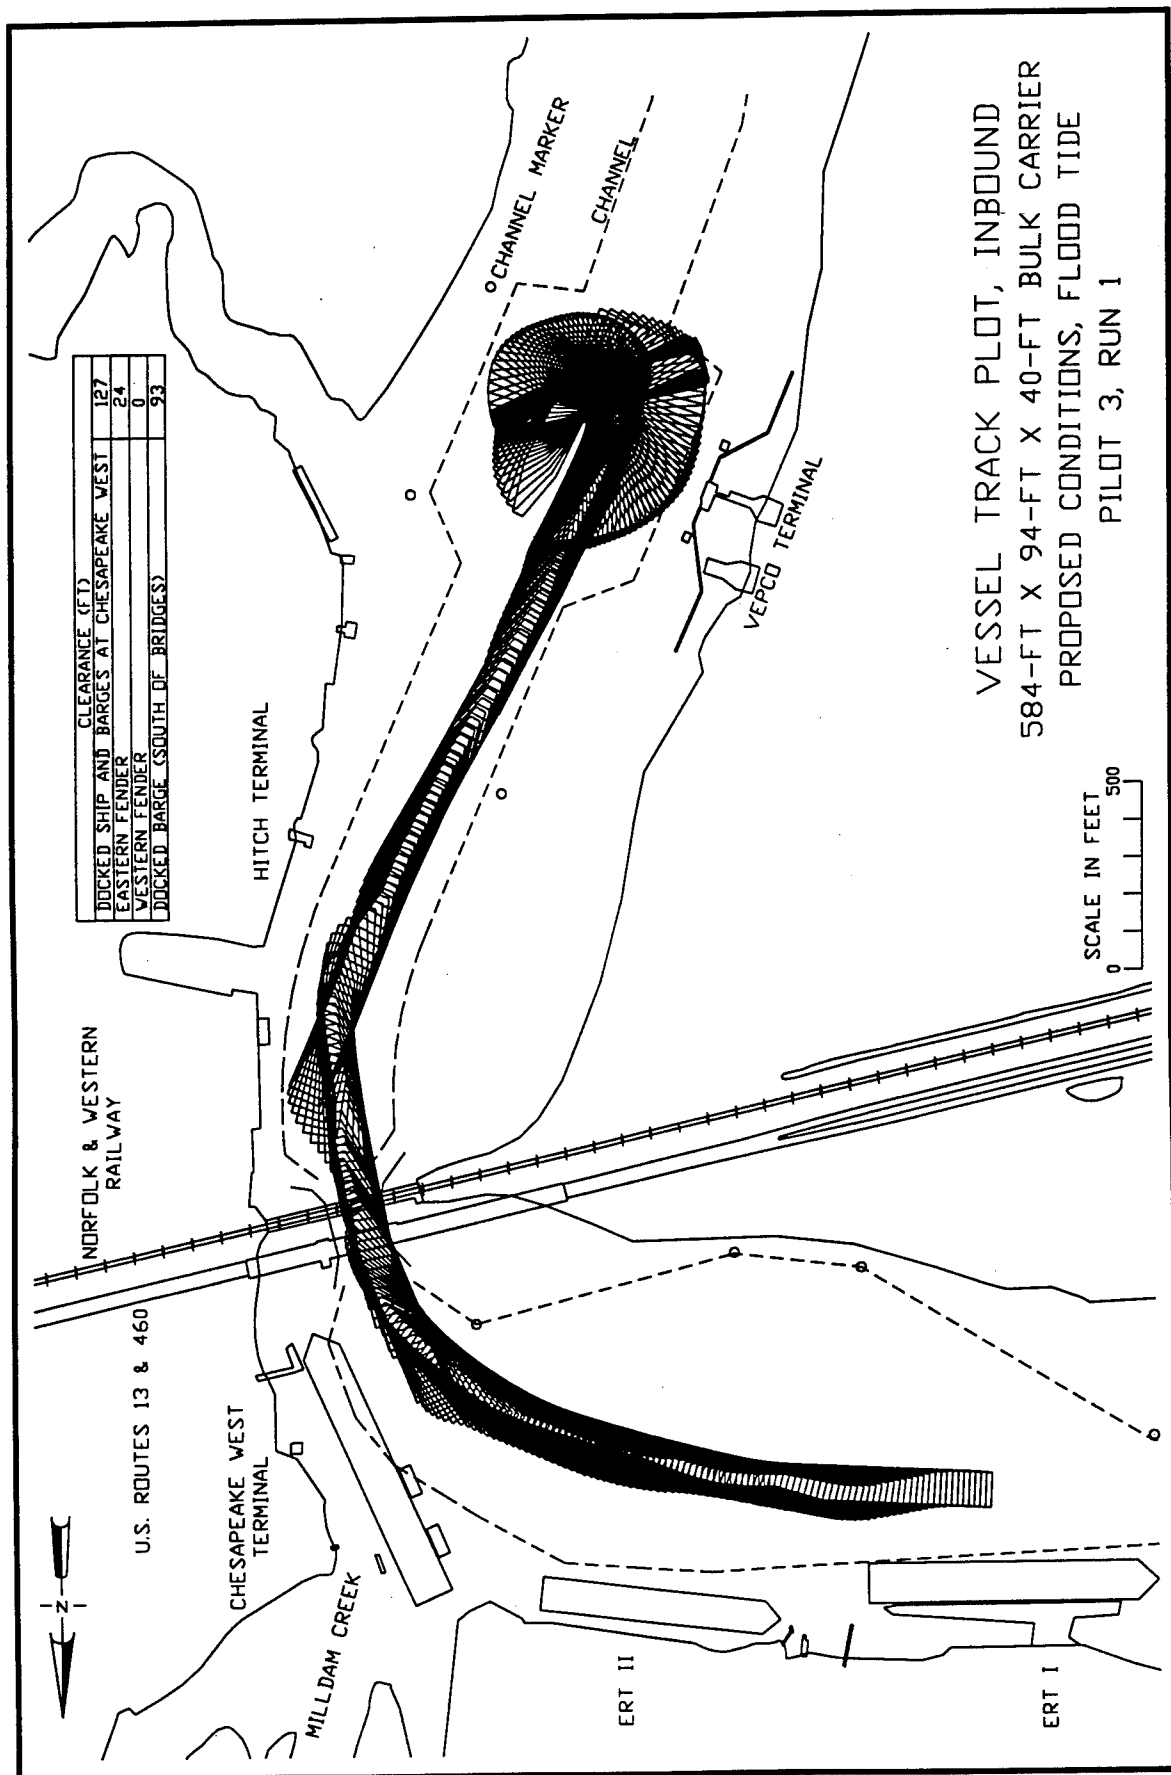 CLEARANCE (FT)
DOCKED SHIP AND BARGES AT CHESAPEAKE WEST 127
EASTERN FENDER 24
WESTERN FENDER 0
DOCKED BARGE (SOUTH OF BRIDGES) 93
N
U.S. ROUTES 13 & 460
NORFOLK & WESTERN
RAILWAY
CHESAPEAKE WEST
TERMINAL
MILLDAM CREEK
HITCH TERMINAL
CHANNEL MARKER
CHANNEL
VEPCO TERMINAL
ERT II
ERT I
SCALE IN FEET
0 500
VESSEL TRACK PLOT, INBOUND
584-FT X 94-FT X 40-FT BULK CARRIER
PROPOSED CONDITIONS, FLOOD TIDE
PILOT 3, RUN 1